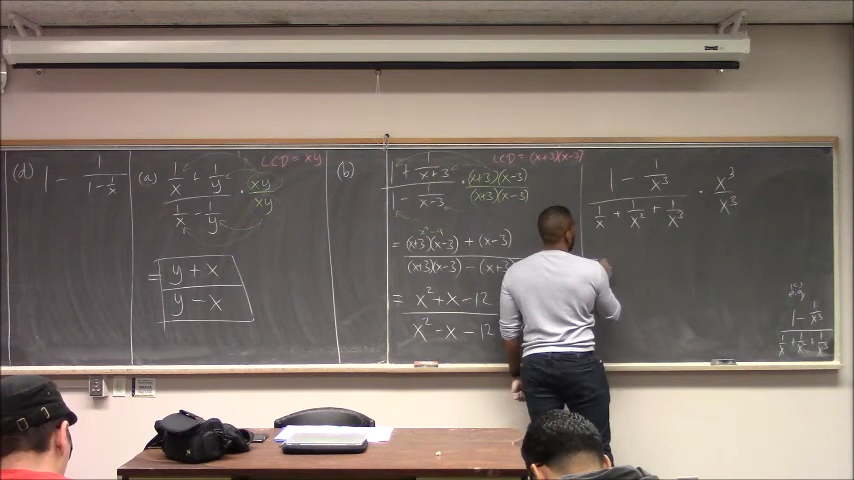 (d) 1 - 1/(1 - 1/x)
(a) LCD = xy
(1/x + 1/y)/(1/x - 1/y) · xy/xy
= (y + x)/(y - x)
(b) LCD = (x+3)(x-3)
(1 + 1/(x+3))/(1 - 1/(x-3)) · (x+3)(x-3)/(x+3)(x-3)
= ((x+3)(x-3) + (x-3))/((x+3)(x-3) - (x+3)
= (x² + x - 12)/(x² - x - 12)
(1 - 1/x³)/(1/x + 1/x² + 1/x³) · x³/x³
(c)
(1 - 1/x³)/(1/x + 1/x² + 1/x³)